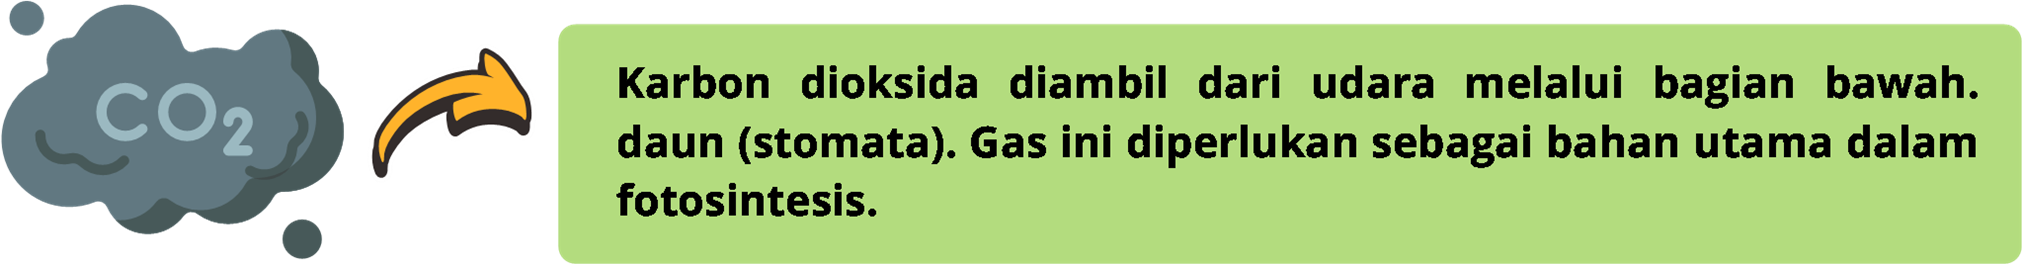 CO2
Karbon dioksida diambil dari udara melalui bagian bawah.
daun (stomata). Gas ini diperlukan sebagai bahan utama dalam
fotosintesis.